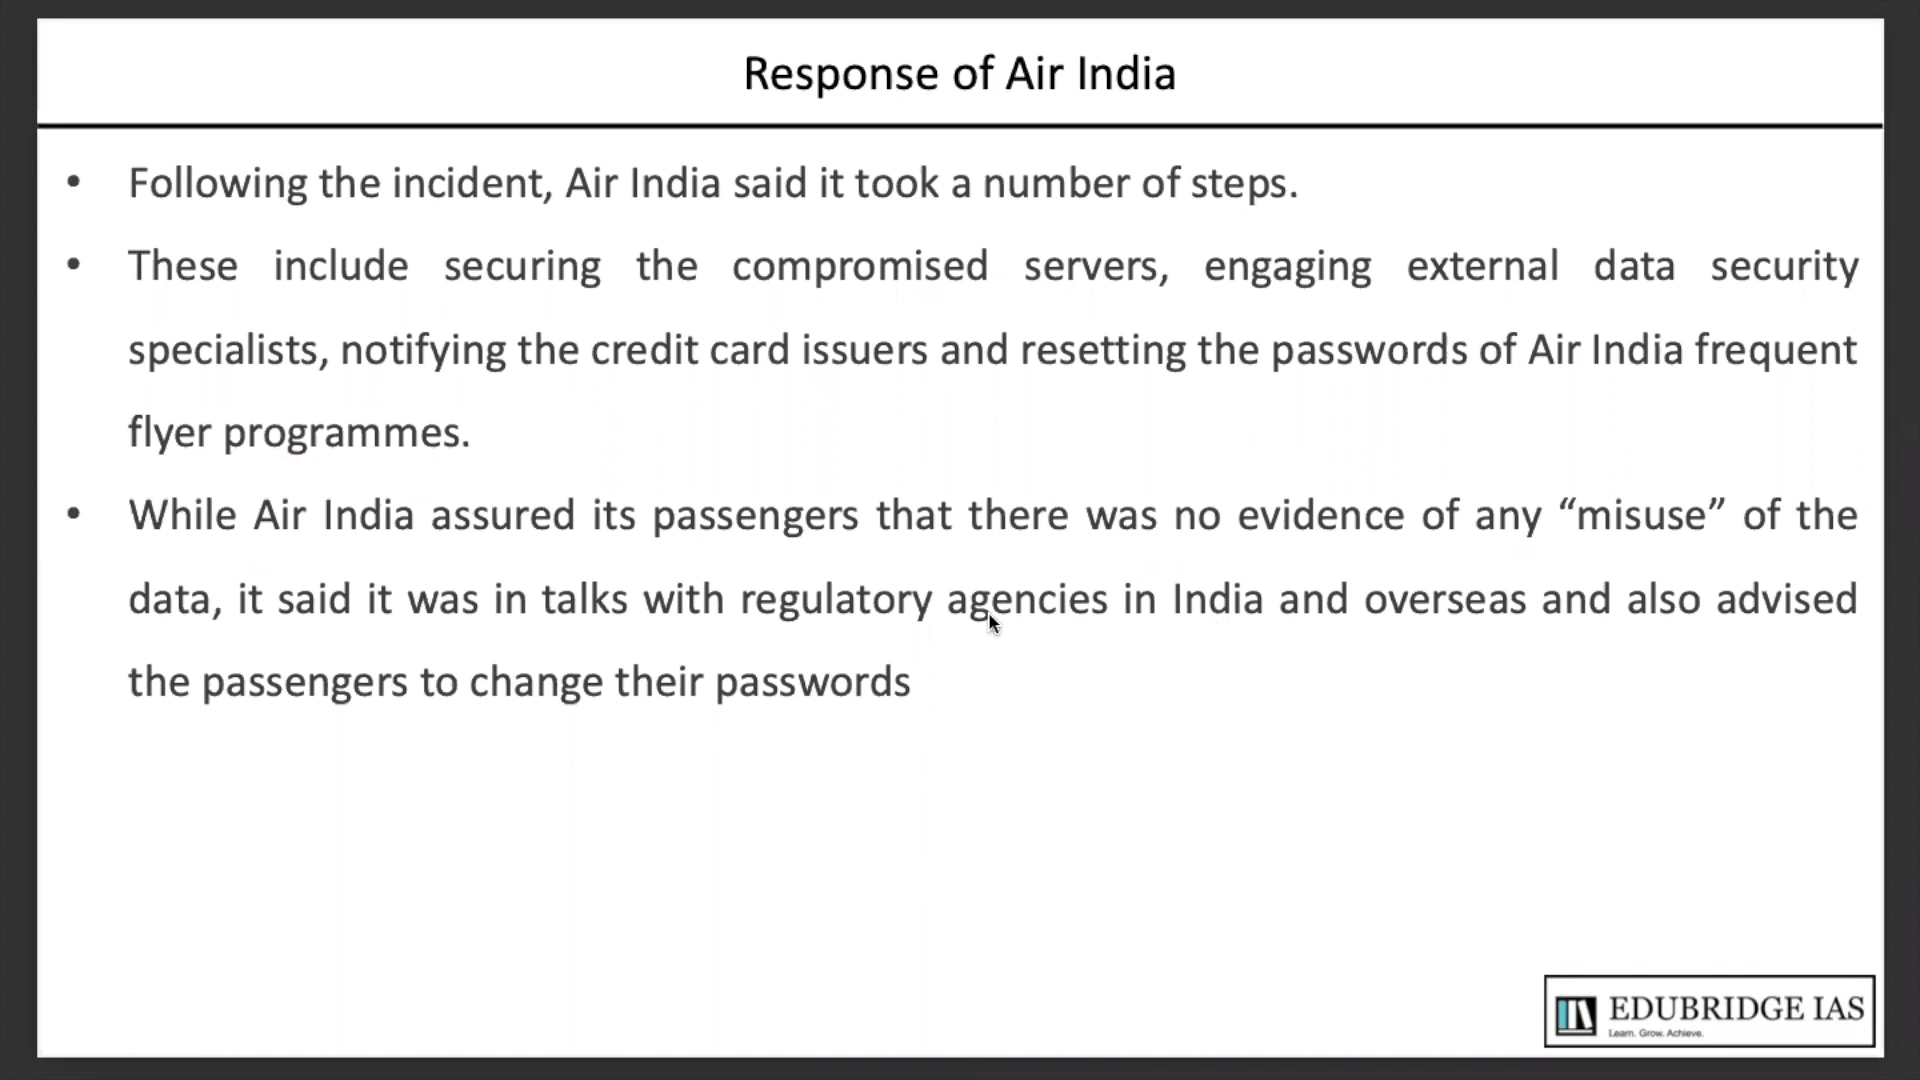 Response of Air India
• Following the incident, Air India said it took a number of steps.
• These include securing the compromised servers, engaging external data security
specialists, notifying the credit card issuers and resetting the passwords of Air India frequent
flyer programmes.
• While Air India assured its passengers that there was no evidence of any “misuse” of the
data, it said it was in talks with regulatory agencies in India and overseas and also advised
the passengers to change their passwords
EDUBRIDGE IAS
Learn. Grow. Achieve.